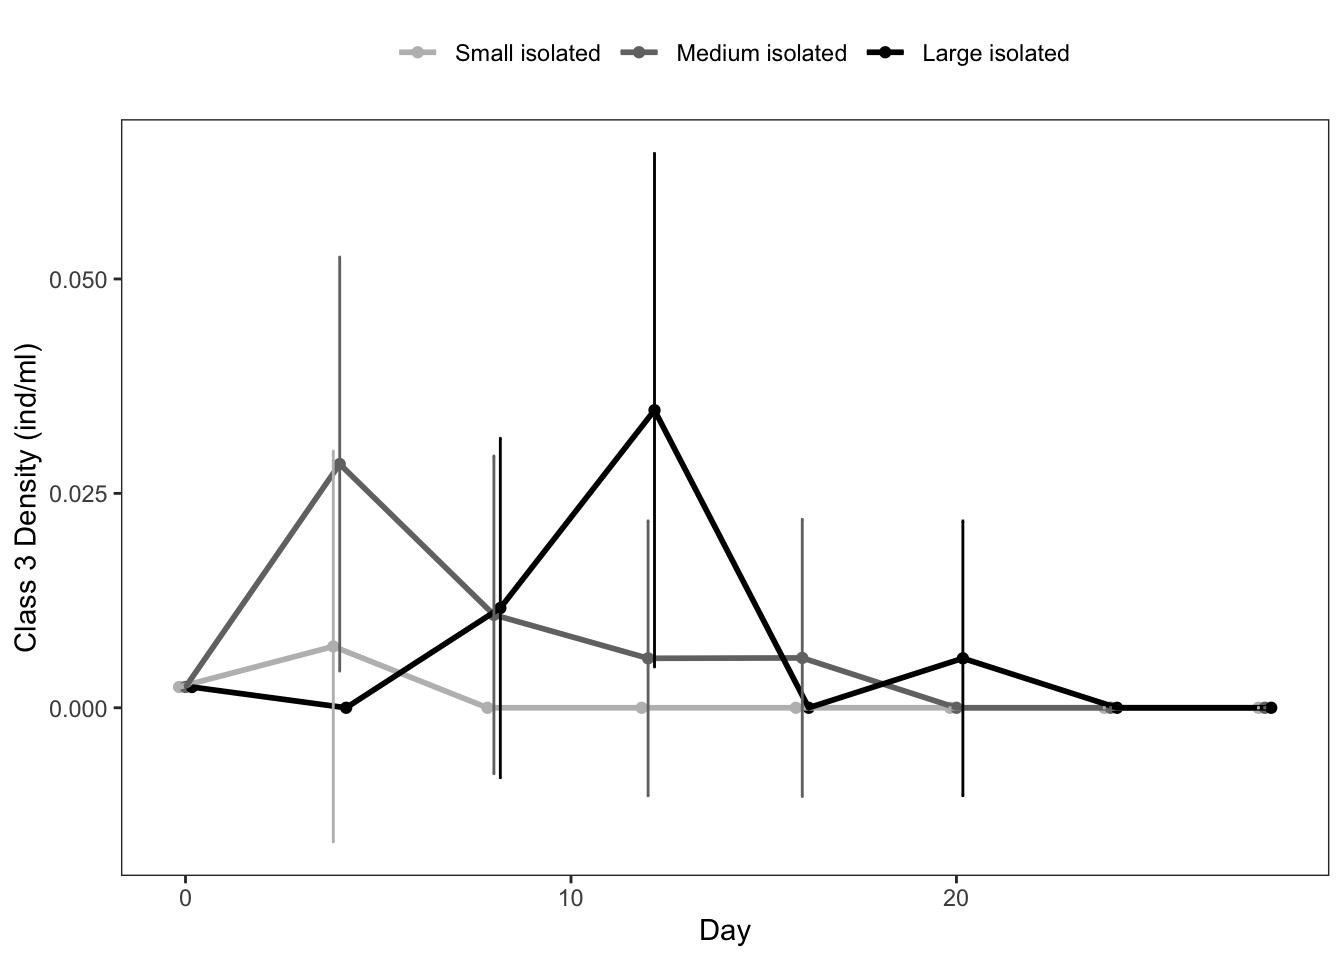 Small isolated Medium isolated Large isolated
0.050
0.025
0.000
Class 3 Density (ind/ml)
0 10 20
Day